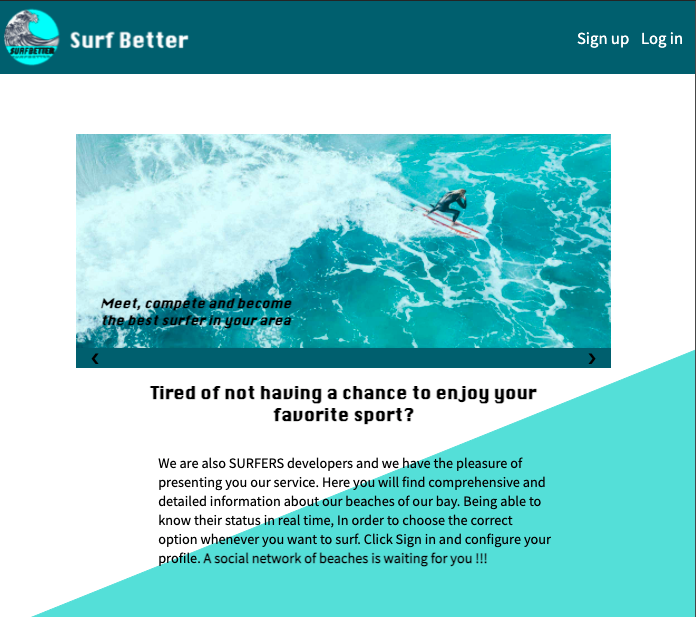 SURFBETTER
Surf Better
Sign up Log in
Meet, compete and become
the best surfer in your area
Tired of not having a chance to enjoy your
favorite sport?
We are also SURFERS developers and we have the pleasure of
presenting you our service. Here you will find comprehensive and
detailed information about our beaches of our bay. Being able to
know their status in real time, In order to choose the correct
option whenever you want to surf. Click Sign in and configure your
profile. A social network of beaches is waiting for you !!!